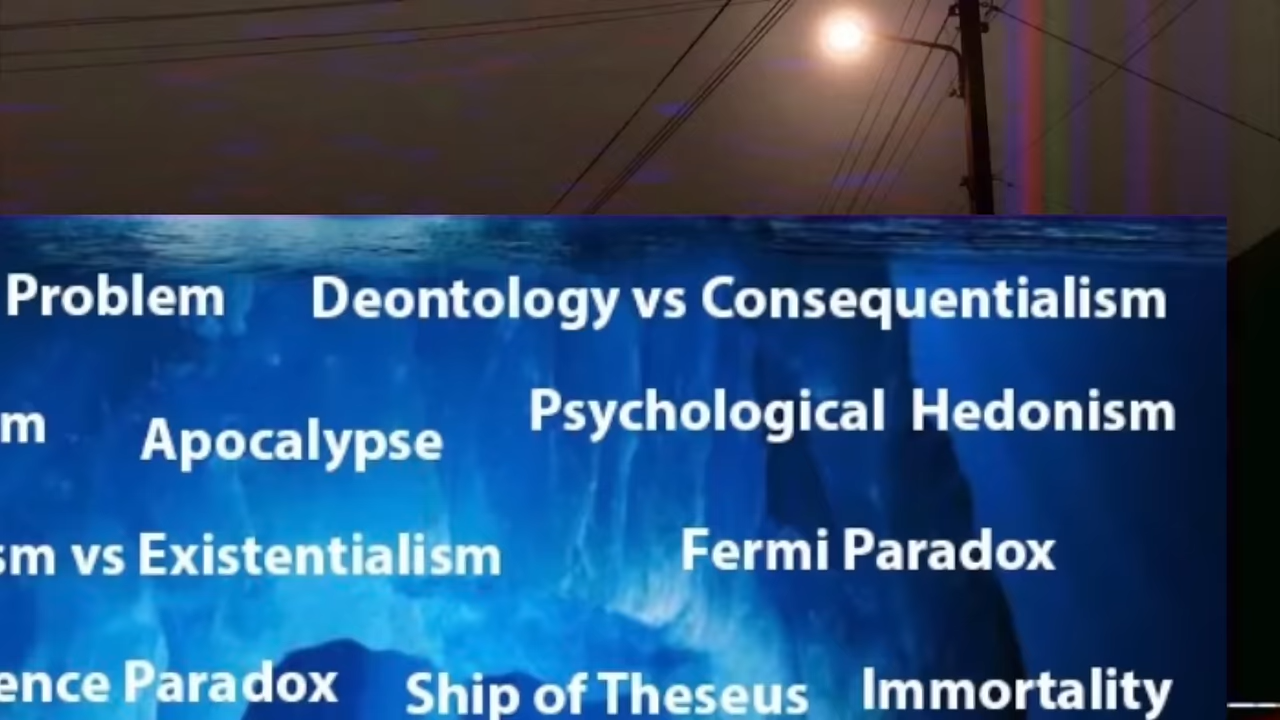 Problem Deontology vs Consequentialism
m Apocalypse Psychological Hedonism
sm vs Existentialism Fermi Paradox
ence Paradox Ship of Theseus Immortality